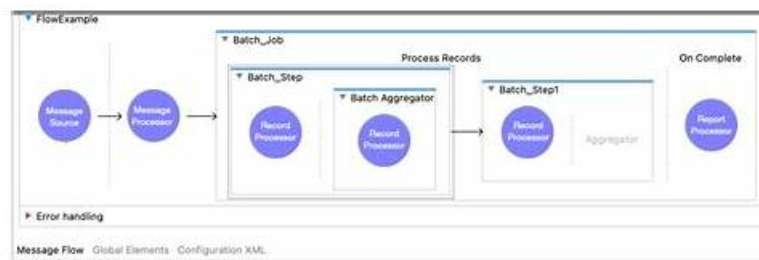 FlowExample
Batch_Job
Process Records
On Complete
Batch_Step
Batch_Step1
Batch Aggregator
Message Source
Message Processor
Record Processor
Record Processor
Record Processor
Aggregator
Report Processor
Error handling
Message Flow Global Elements Configuration XML